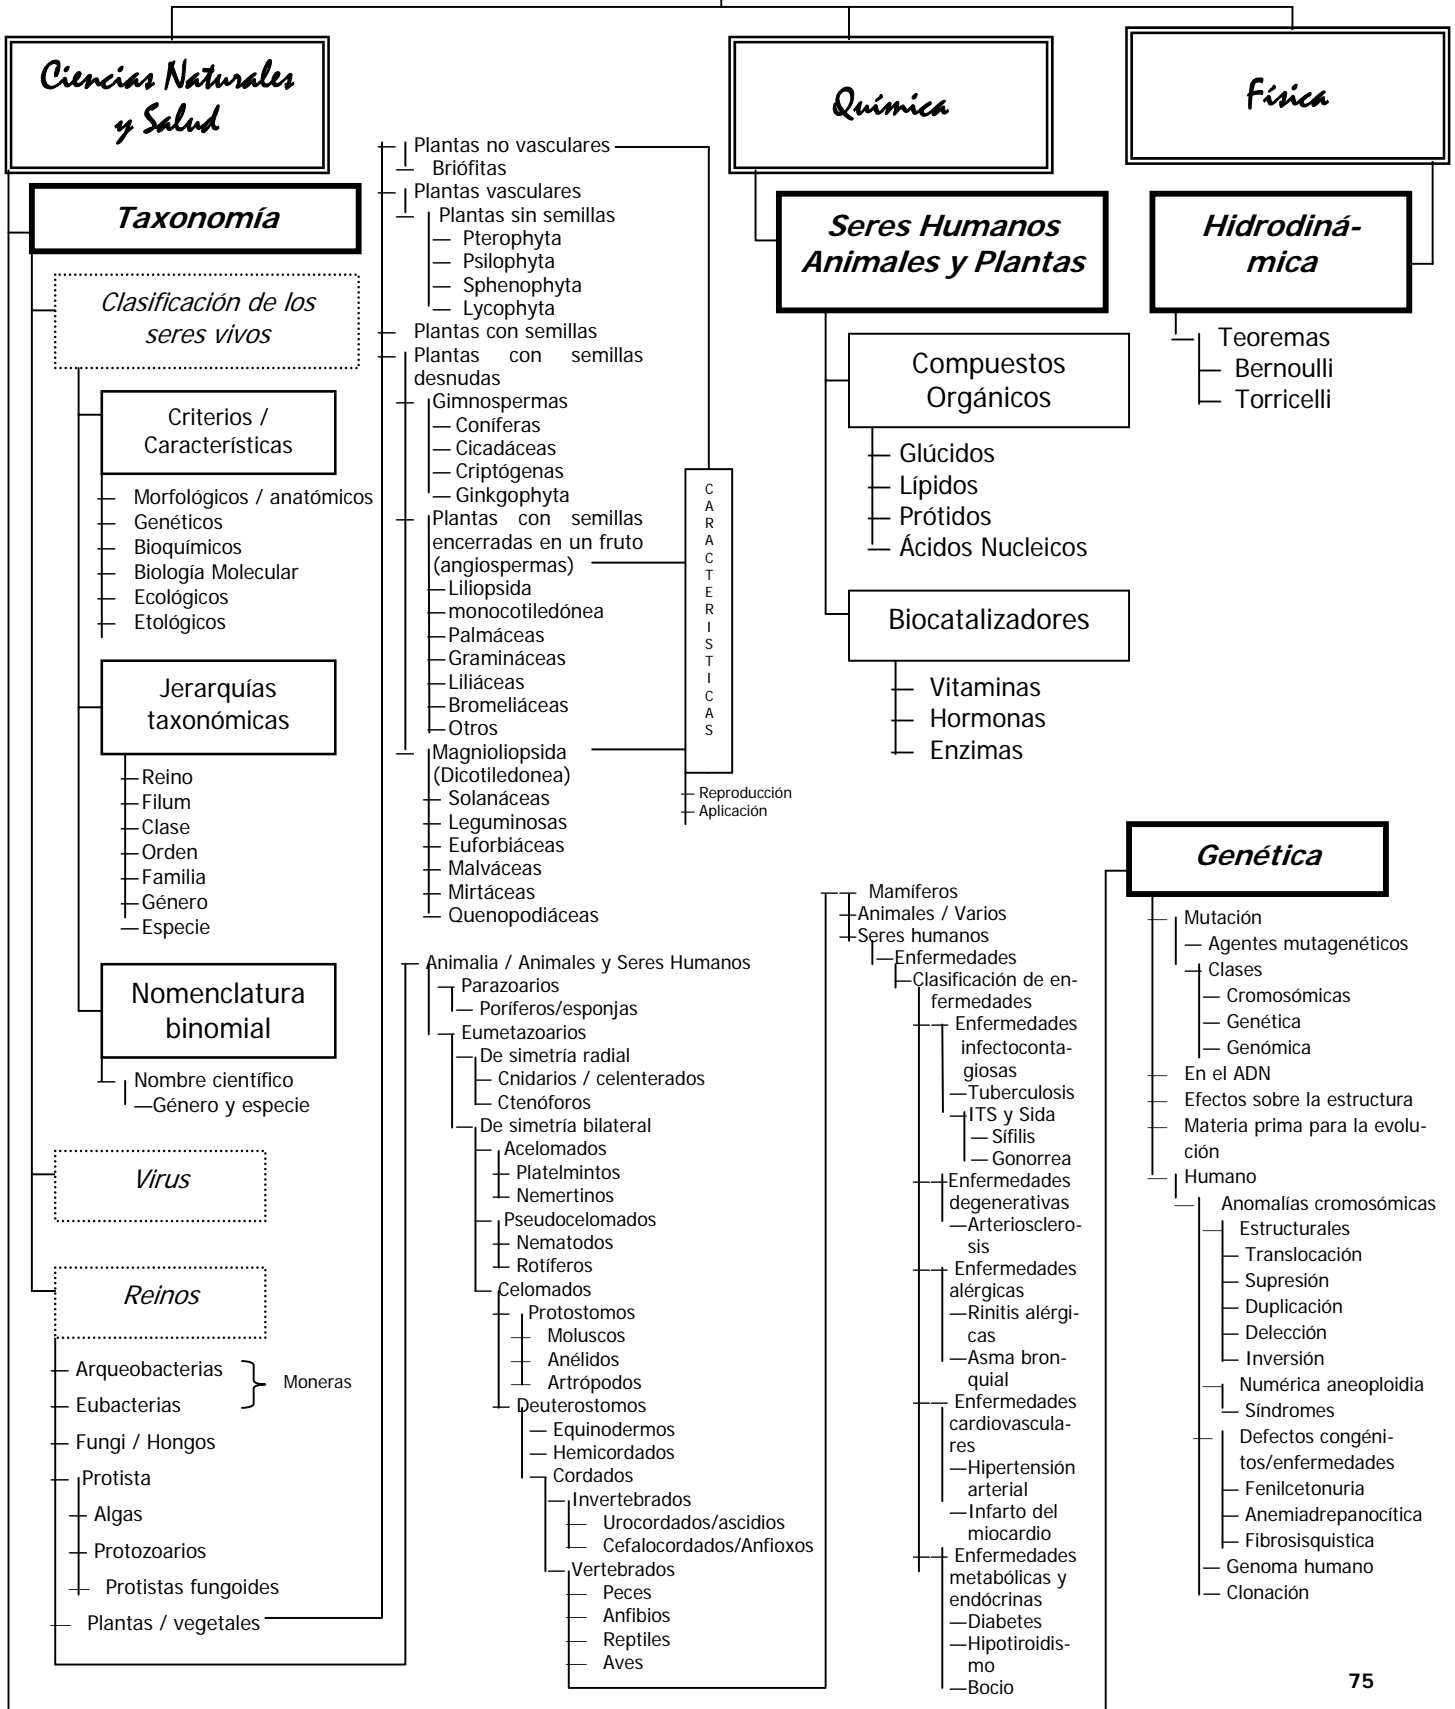 Ciencias Naturales
y Salud
Química
Física
Taxonomía
Clasificación de los
seres vivos
Criterios /
Características
Morfológicos / anatómicos
Genéticos
Bioquímicos
Biología Molecular
Ecológicos
Etológicos
Jerarquías
taxonómicas
Reino
Filum
Clase
Orden
Familia
Género
Especie
Nomenclatura
binomial
Nombre científico
Género y especie
Virus
Reinos
Arqueobacterias
Eubacterias
Moneras
Fungi / Hongos
Protista
Algas
Protozoarios
Protistas fungoides
Plantas / vegetales
Plantas no vasculares
Briófitas
Plantas vasculares
Plantas sin semillas
Pterophyta
Psilophyta
Sphenophyta
Lycophyta
Plantas con semillas
Plantas con semillas
desnudas
Gimnospermas
Coníferas
Cicadáceas
Criptógenas
Ginkgophyta
Plantas con semillas
encerradas en un fruto
(angiospermas)
Liliopsida
monocotiledónea
Palmáceas
Gramináceas
Liliáceas
Bromeliáceas
Otros
Magnioliopsida
(Dicotiledonea)
Solanáceas
Leguminosas
Euforbiáceas
Malváceas
Mirtáceas
Quenopodiáceas
CARACTERISTICAS
Reproducción
Aplicación
Animalia / Animales y Seres Humanos
Parazoarios
Poríferos/esponjas
Eumetazoarios
De simetría radial
Cnidarios / celenterados
Ctenóforos
De simetría bilateral
Acelomados
Platelmintos
Nemertinos
Pseudocelomados
Nematodos
Rotíferos
Celomados
Protostomos
Moluscos
Anélidos
Artrópodos
Deuterostomos
Equinodermos
Hemicordados
Cordados
Invertebrados
Urocordados/ascidios
Cefalocordados/Anfioxos
Vertebrados
Peces
Anfibios
Reptiles
Aves
Mamíferos
Animales / Varios
Seres humanos
Enfermedades
Clasificación de en-
fermedades
Enfermedades
infectoconta-
giosas
Tuberculosis
ITS y Sida
Sífilis
Gonorrea
Enfermedades
degenerativas
Arterioesclero-
sis
Enfermedades
alérgicas
Rinitis alérgi-
cas
Asma bron-
quial
Enfermedades
cardiovascula-
res
Hipertensión
arterial
Infarto del
miocardio
Enfermedades
metabólicas y
endócrinas
Diabetes
Hipotiroidis-
mo
Bocio
Seres Humanos
Animales y Plantas
Compuestos
Orgánicos
Glúcidos
Lípidos
Prótidos
Ácidos Nucleicos
Biocatalizadores
Vitaminas
Hormonas
Enzimas
Hidrodiná-
mica
Teoremas
Bernoulli
Torricelli
Genética
Mutación
Agentes mutagenéticos
Clases
Cromosómicas
Genética
Genómica
En el ADN
Efectos sobre la estructura
Materia prima para la evolu-
ción
Humano
Anomalías cromosómicas
Estructurales
Translocación
Supresión
Duplicación
Delección
Inversión
Numérica aneoploidia
Síndromes
Defectos congéni-
tos/enfermedades
Fenilcetonuria
Anemiadrepanocítica
Fibrosisquistica
Genoma humano
Clonación
75